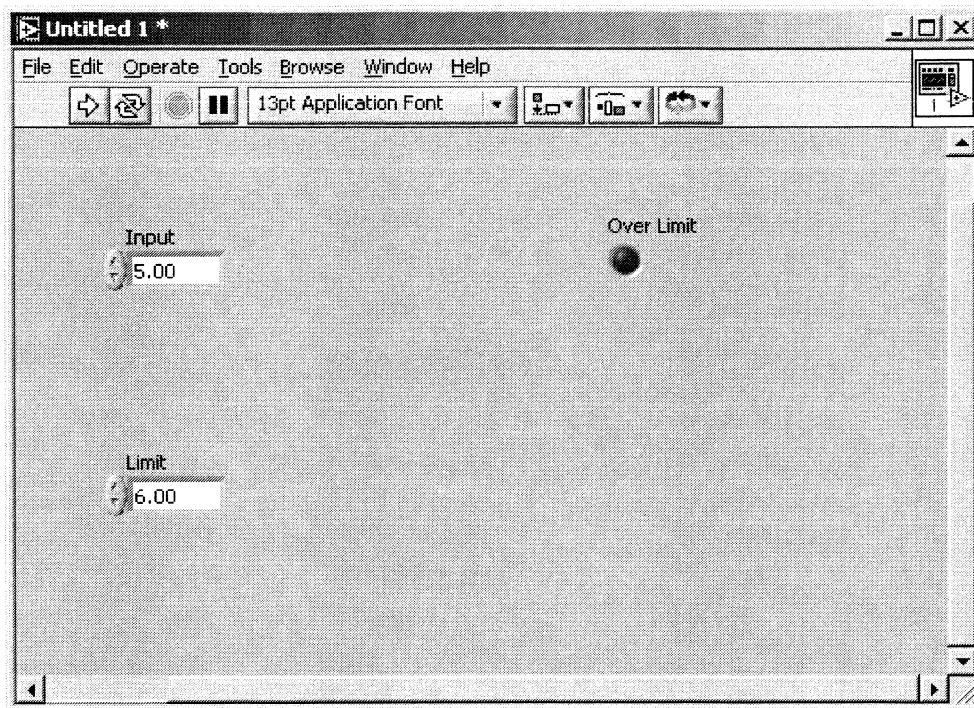 Untitled 1 *
File Edit Operate Tools Browse Window Help
13pt Application Font
Input
5.00
Over Limit
Limit
6.00